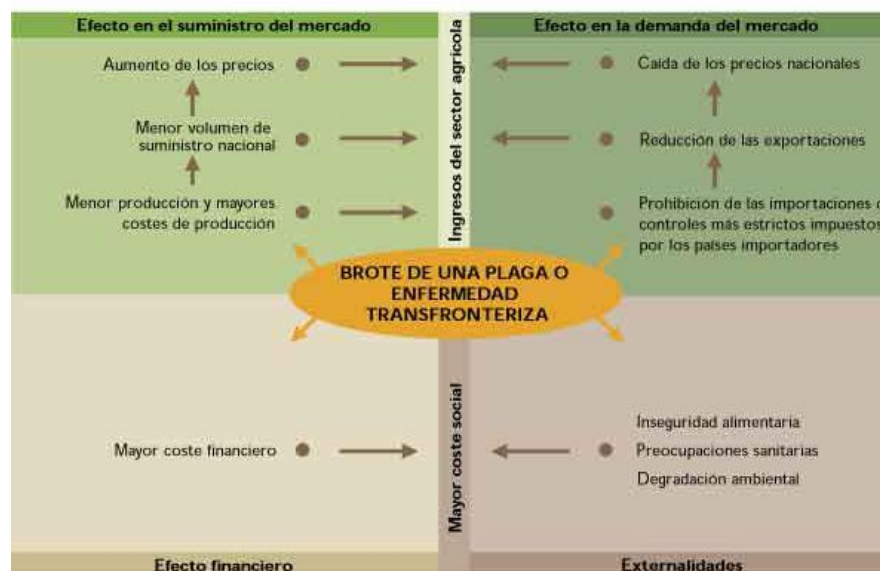 Efecto en el suministro del mercado
Aumento de los precios
Menor volumen de
suministro nacional
Menor producción y mayores
costes de producción
Ingresos del sector agrícola
Efecto en la demanda del mercado
Caída de los precios nacionales
Reducción de las exportaciones
Prohibición de las importaciones o
controles más estrictos impuestos
por los países importadores
BROTE DE UNA PLAGA O
ENFERMEDAD
TRANSFRONTERIZA
Mayor coste financiero
Mayor coste social
Inseguridad alimentaria
Preocupaciones sanitarias
Degradación ambiental
Efecto financiero
Externalidades